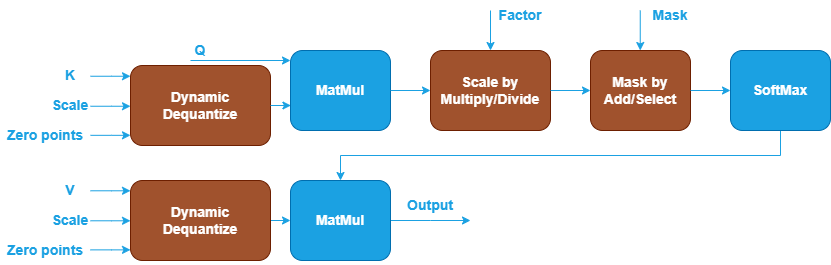 Factor
Mask
Q
K
Scale
Zero points
Dynamic
Dequantize
MatMul
Scale by
Multiply/Divide
Mask by
Add/Select
SoftMax
V
Scale
Zero points
Dynamic
Dequantize
MatMul
Output